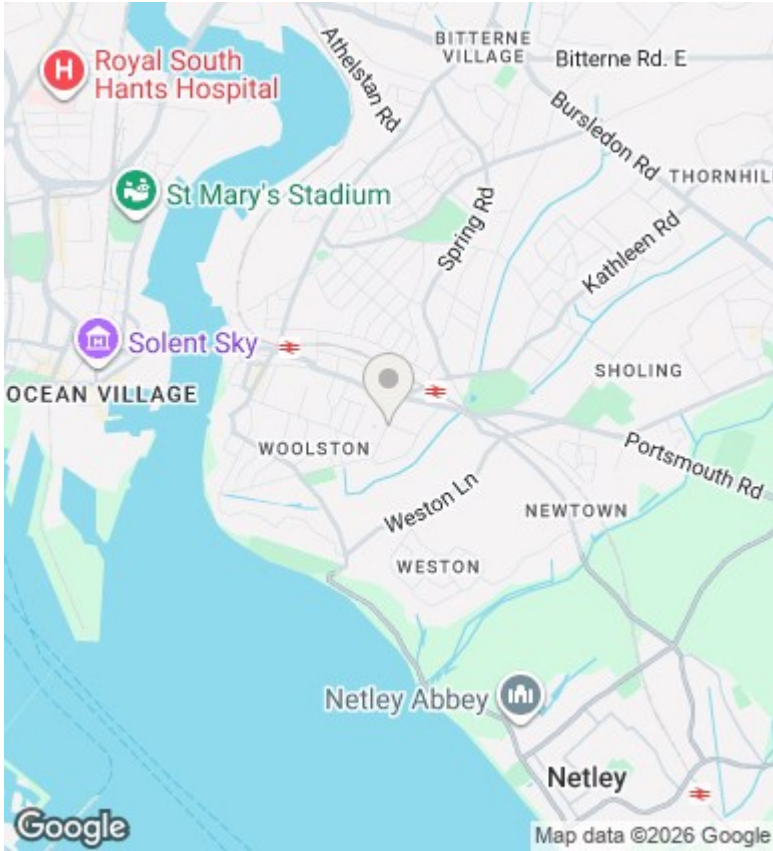 BITTERNE
VILLAGE
Bitterne Rd. E
Athelstan Rd
Royal South
Hants Hospital
H
Bursledon Rd
THORNHILL
St Mary's Stadium
Spring Rd
Kathleen Rd
Solent Sky
SHOLING
OCEAN VILLAGE
WOOLSTON
Portsmouth Rd
Weston Ln
NEWTOWN
WESTON
Netley Abbey
Netley
Google
Map data ©2026 Google